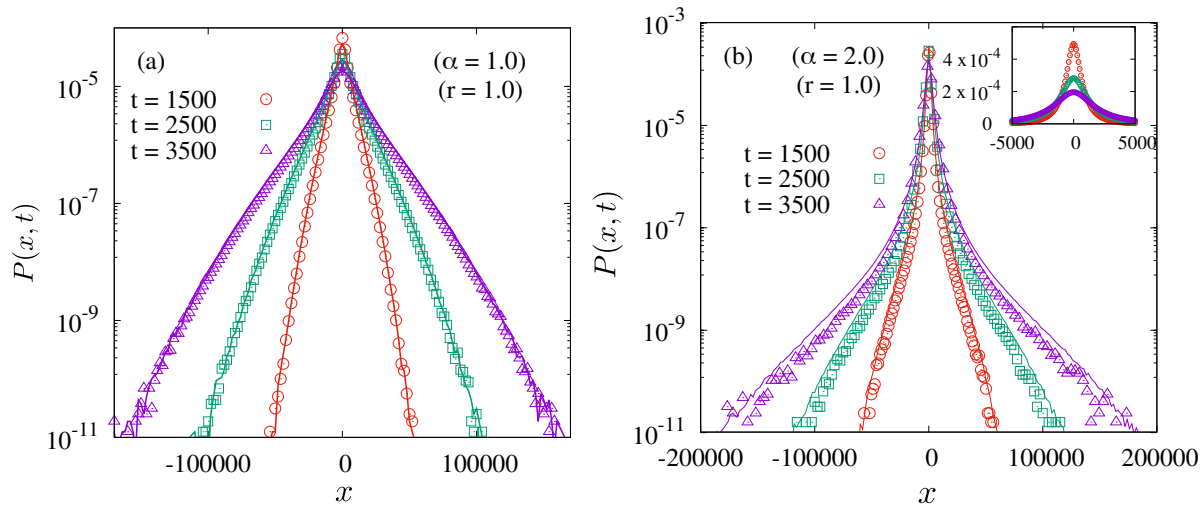 (a)
(α = 1.0)
(r = 1.0)
t = 1500
t = 2500
t = 3500
10⁻⁵
10⁻⁷
10⁻⁹
10⁻¹¹
P(x, t)
-100000
0
100000
x
(b)
(α = 2.0)
(r = 1.0)
t = 1500
t = 2500
t = 3500
10⁻³
10⁻⁵
10⁻⁷
10⁻⁹
10⁻¹¹
P(x, t)
-200000
-100000
0
100000
200000
x
4 x 10⁻⁴
2 x 10⁻⁴
0
-5000
0
5000